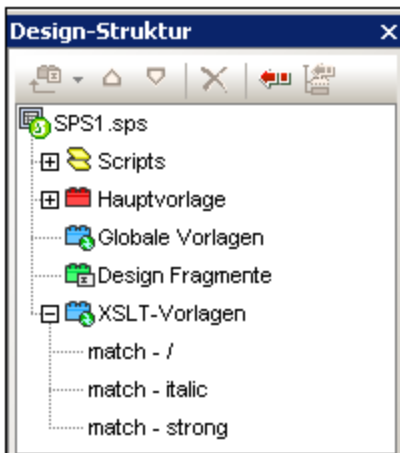 Design-Struktur
SPS1.sps
Scripts
Hauptvorlage
Globale Vorlagen
Design Fragmente
XSLT-Vorlagen
match - /
match - italic
match - strong